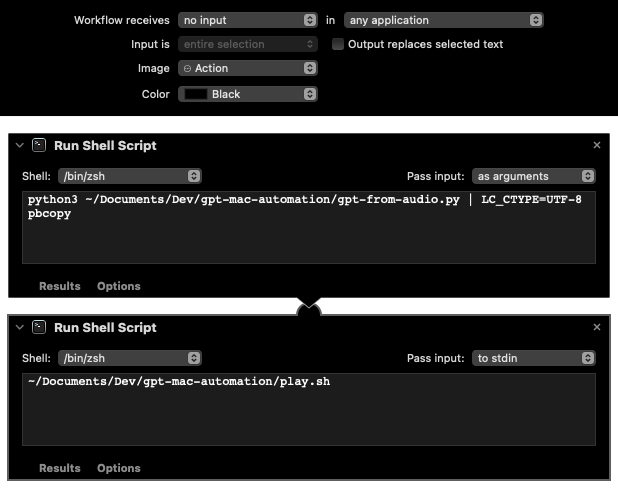 Workflow receives no input in any application
Input is entire selection Output replaces selected text
Image Action
Color Black
Run Shell Script
Shell: /bin/zsh Pass input: as arguments
python3 ~/Documents/Dev/gpt-mac-automation/gpt-from-audio.py | LC_CTYPE=UTF-8
pbcopy
Results Options
Run Shell Script
Shell: /bin/zsh Pass input: to stdin
~/Documents/Dev/gpt-mac-automation/play.sh
Results Options